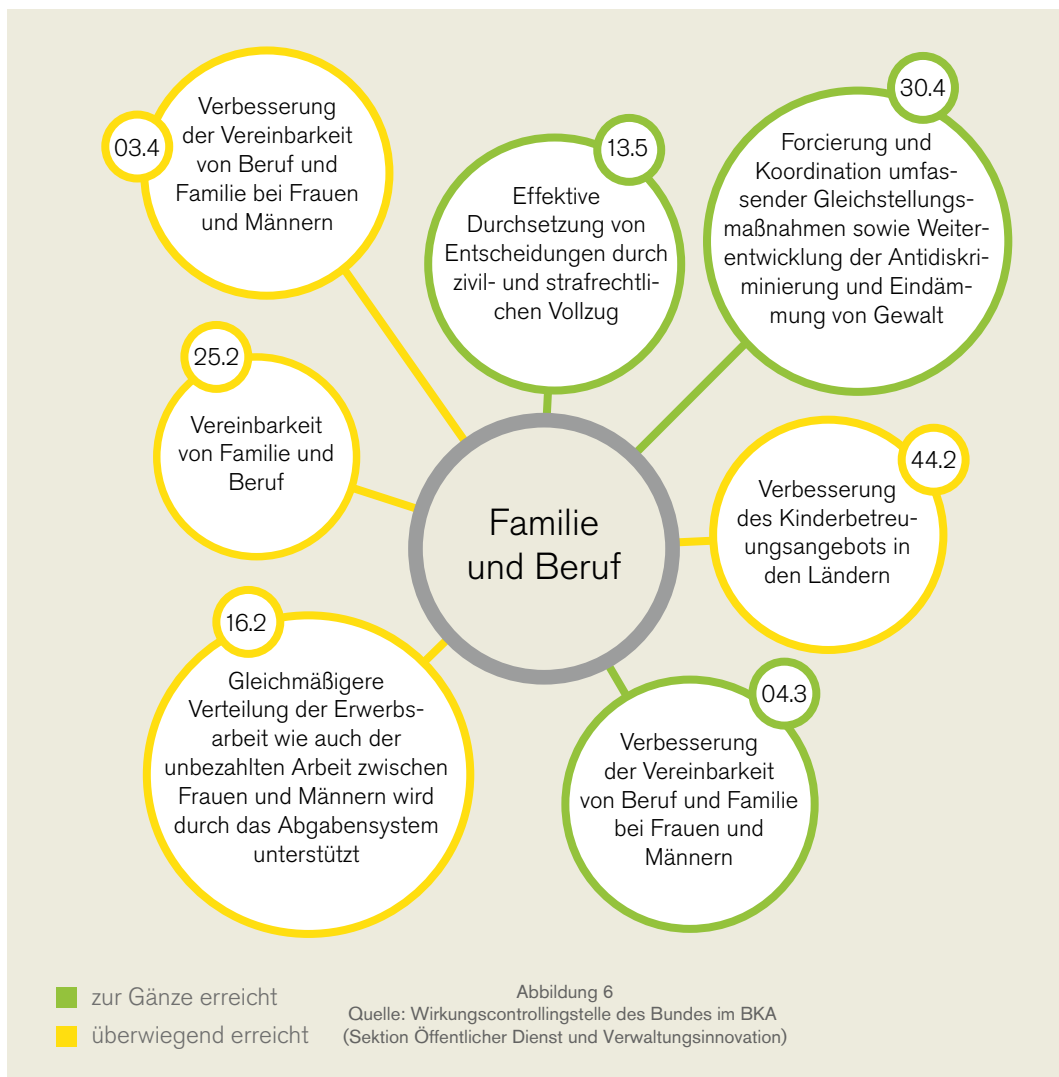 03.4
Verbesserung
der Vereinbarkeit
von Beruf und
Familie bei Frauen
und Männern
13.5
Effektive
Durchsetzung von
Entscheidungen durch
zivil- und strafrechtli-
chen Vollzug
30.4
Forcierung und
Koordination umfas-
sender Gleichstellungs-
maßnahmen sowie Weiter-
entwicklung der Antidiskri-
minierung und Eindäm-
mung von Gewalt
25.2
Vereinbarkeit
von Familie und
Beruf
Familie
und Beruf
44.2
Verbesserung
des Kinderbetreu-
ungsangebots in
den Ländern
16.2
Gleichmäßigere
Verteilung der Erwerbs-
arbeit wie auch der
unbezahlten Arbeit zwischen
Frauen und Männern wird
durch das Abgabensystem
unterstützt
04.3
Verbesserung
der Vereinbarkeit
von Beruf und Familie
bei Frauen und
Männern
zur Gänze erreicht
überwiegend erreicht
Abbildung 6
Quelle: Wirkungscontrollingstelle des Bundes im BKA
(Sektion Öffentlicher Dienst und Verwaltungsinnovation)